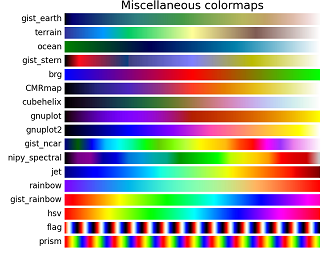 Miscellaneous colormaps
gist_earth
terrain
ocean
gist_stern
brg
CMRmap
cubehelix
gnuplot
gnuplot2
gist_ncar
nipy_spectral
jet
rainbow
gist_rainbow
hsv
flag
prism